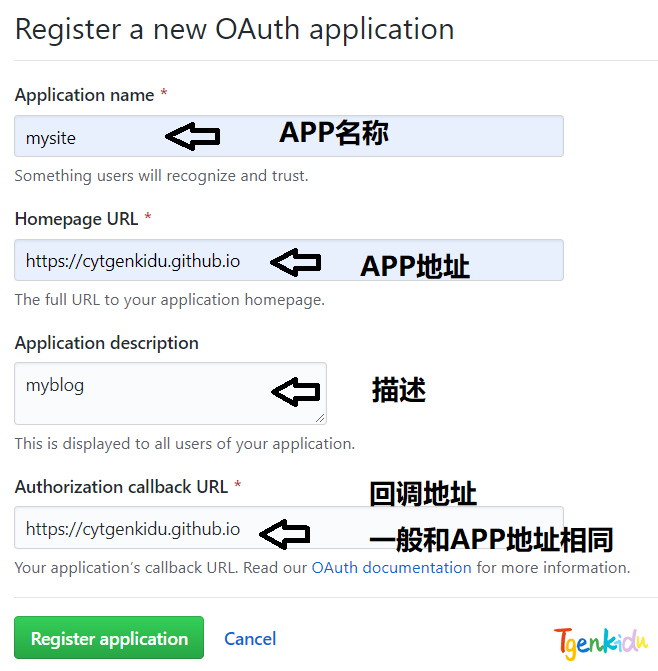 Register a new OAuth application
Application name *
mysite
APP名称
Something users will recognize and trust.
Homepage URL *
https://cytgenkidu.github.io
APP地址
The full URL to your application homepage.
Application description
myblog
描述
This is displayed to all users of your application.
Authorization callback URL *
回调地址
https://cytgenkidu.github.io
一般和APP地址相同
Your application’s callback URL. Read our OAuth documentation for more information.
Register application
Cancel
Tgenkidu